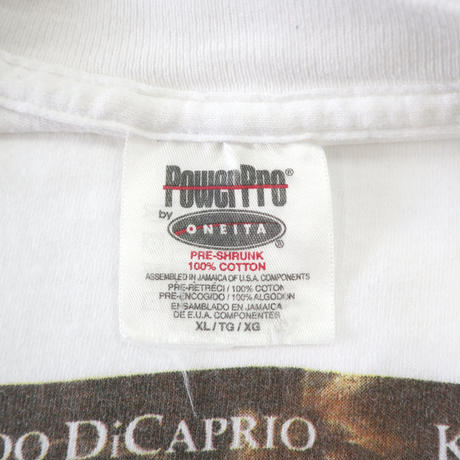 PowerPro®
by ONEITA®
PRE-SHRUNK
100% COTTON
ASSEMBLED IN JAMAICA OF U.S.A. COMPONENTS
PRE-RETRECI / 100% COTON
PRE-ENCOGIDO / 100% ALGODON
ENSAMBLADO EN JAMAICA
DE E.U.A. COMPONENTES
XL / TG / XG
DO DiCAPRIO K